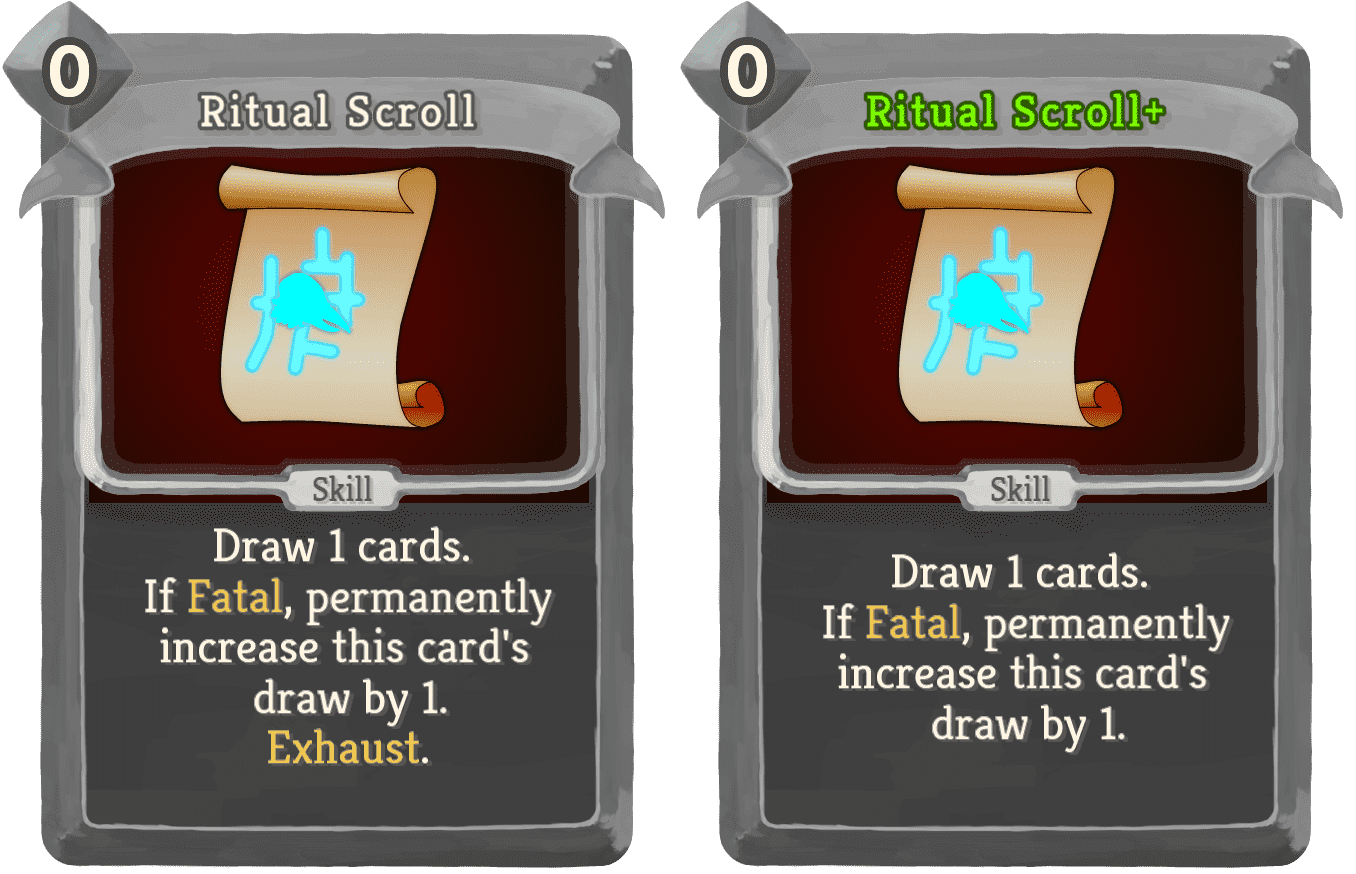 0
Ritual Scroll
Skill
Draw 1 cards.
If Fatal, permanently
increase this card's
draw by 1.
Exhaust.
0
Ritual Scroll+
Skill
Draw 1 cards.
If Fatal, permanently
increase this card's
draw by 1.